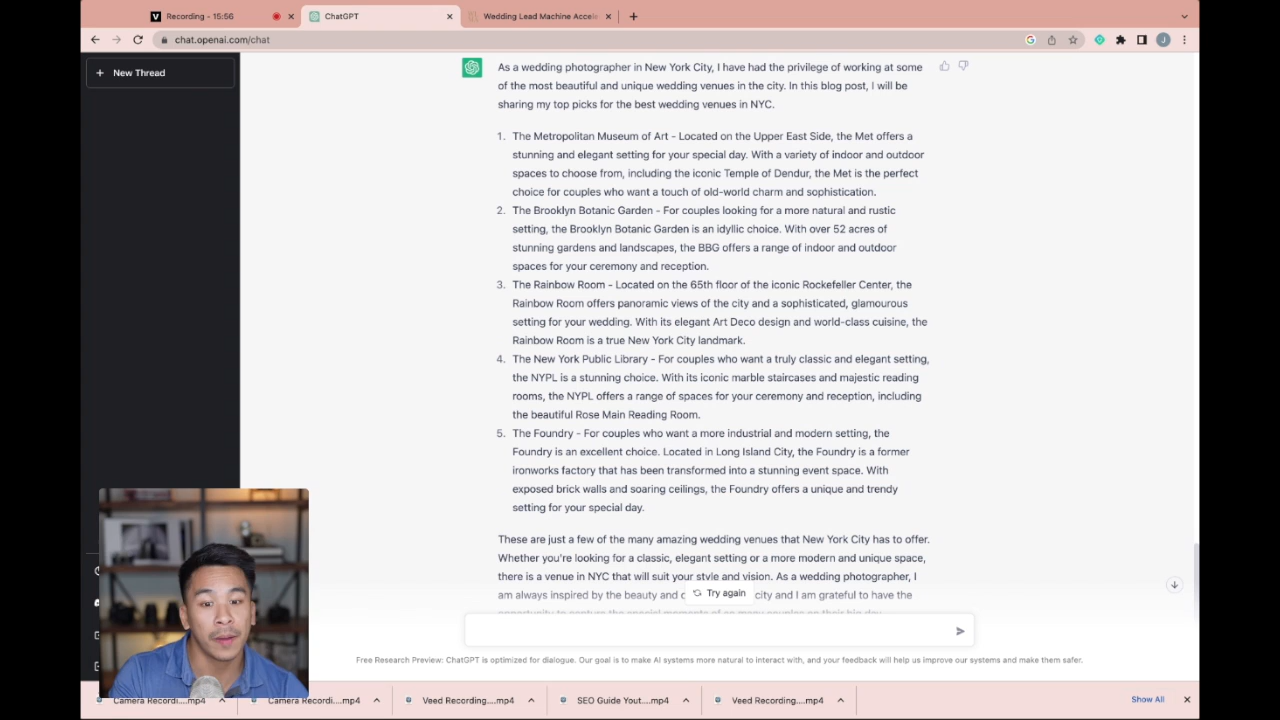 Recording - 15:56
ChatGPT
Wedding Lead Machine Accele
chat.openai.com/chat
New Thread
As a wedding photographer in New York City, I have had the privilege of working at some
of the most beautiful and unique wedding venues in the city. In this blog post, I will be
sharing my top picks for the best wedding venues in NYC.
1. The Metropolitan Museum of Art - Located on the Upper East Side, the Met offers a
stunning and elegant setting for your special day. With a variety of indoor and outdoor
spaces to choose from, including the iconic Temple of Dendur, the Met is the perfect
choice for couples who want a touch of old-world charm and sophistication.
2. The Brooklyn Botanic Garden - For couples looking for a more natural and rustic
setting, the Brooklyn Botanic Garden is an idyllic choice. With over 52 acres of
stunning gardens and landscapes, the BBG offers a range of indoor and outdoor
spaces for your ceremony and reception.
3. The Rainbow Room - Located on the 65th floor of the iconic Rockefeller Center, the
Rainbow Room offers panoramic views of the city and a sophisticated, glamourous
setting for your wedding. With its elegant Art Deco design and world-class cuisine, the
Rainbow Room is a true New York City landmark.
4. The New York Public Library - For couples who want a truly classic and elegant setting,
the NYPL is a stunning choice. With its iconic marble staircases and majestic reading
rooms, the NYPL offers a range of spaces for your ceremony and reception, including
the beautiful Rose Main Reading Room.
5. The Foundry - For couples who want a more industrial and modern setting, the
Foundry is an excellent choice. Located in Long Island City, the Foundry is a former
ironworks factory that has been transformed into a stunning event space. With
exposed brick walls and soaring ceilings, the Foundry offers a unique and trendy
setting for your special day.
These are just a few of the many amazing wedding venues that New York City has to offer.
Whether you're looking for a classic, elegant setting or a more modern and unique space,
there is a venue in NYC that will suit your style and vision. As a wedding photographer, I
am always inspired by the beauty and city and I am grateful to have the
Try again
opportunity to capture the special moments of so many couples on their big day.
Free Research Preview: ChatGPT is optimized for dialogue. Our goal is to make AI systems more natural to interact with, and your feedback will help us improve our systems and make them safer.
Camera Recordi....mp4
Camera Recordi....mp4
Veed Recording....mp4
SEO Guide Yout....mp4
Veed Recording....mp4
Show All